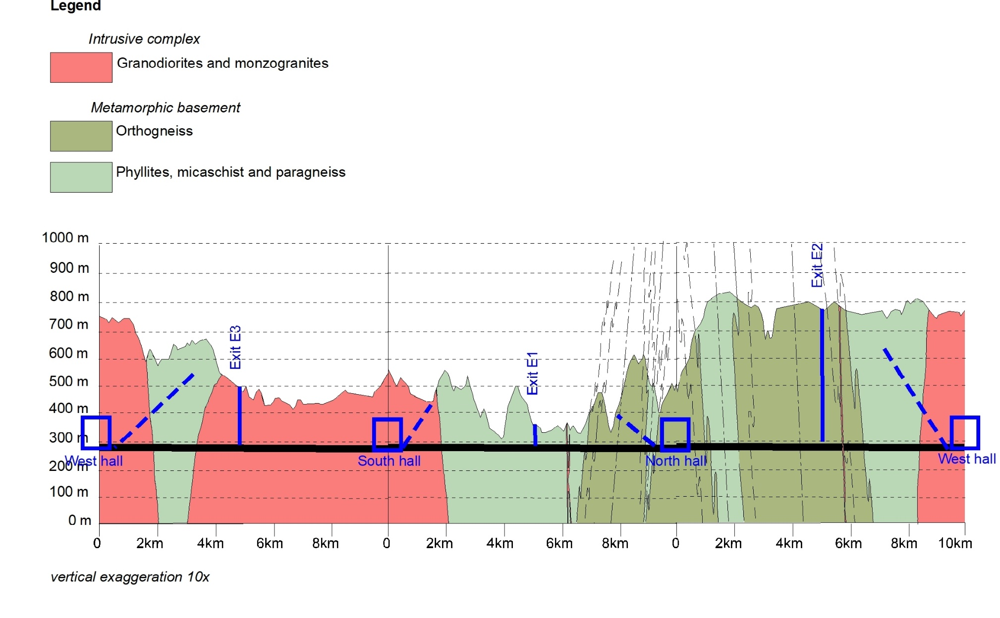 Legend
Intrusive complex
Granodiorites and monzogranites
Metamorphic basement
Orthogneiss
Phyllites, micaschist and paragneiss
1000 m
900 m
800 m
700 m
600 m
500 m
400 m
300 m
200 m
100 m
0 m
Exit E3
Exit E1
Exit E2
West hall
South hall
North hall
West hall
0 2km 4km 6km 8km 0 2km 4km 6km 8km 0 2km 4km 6km 8km 10km
vertical exaggeration 10x